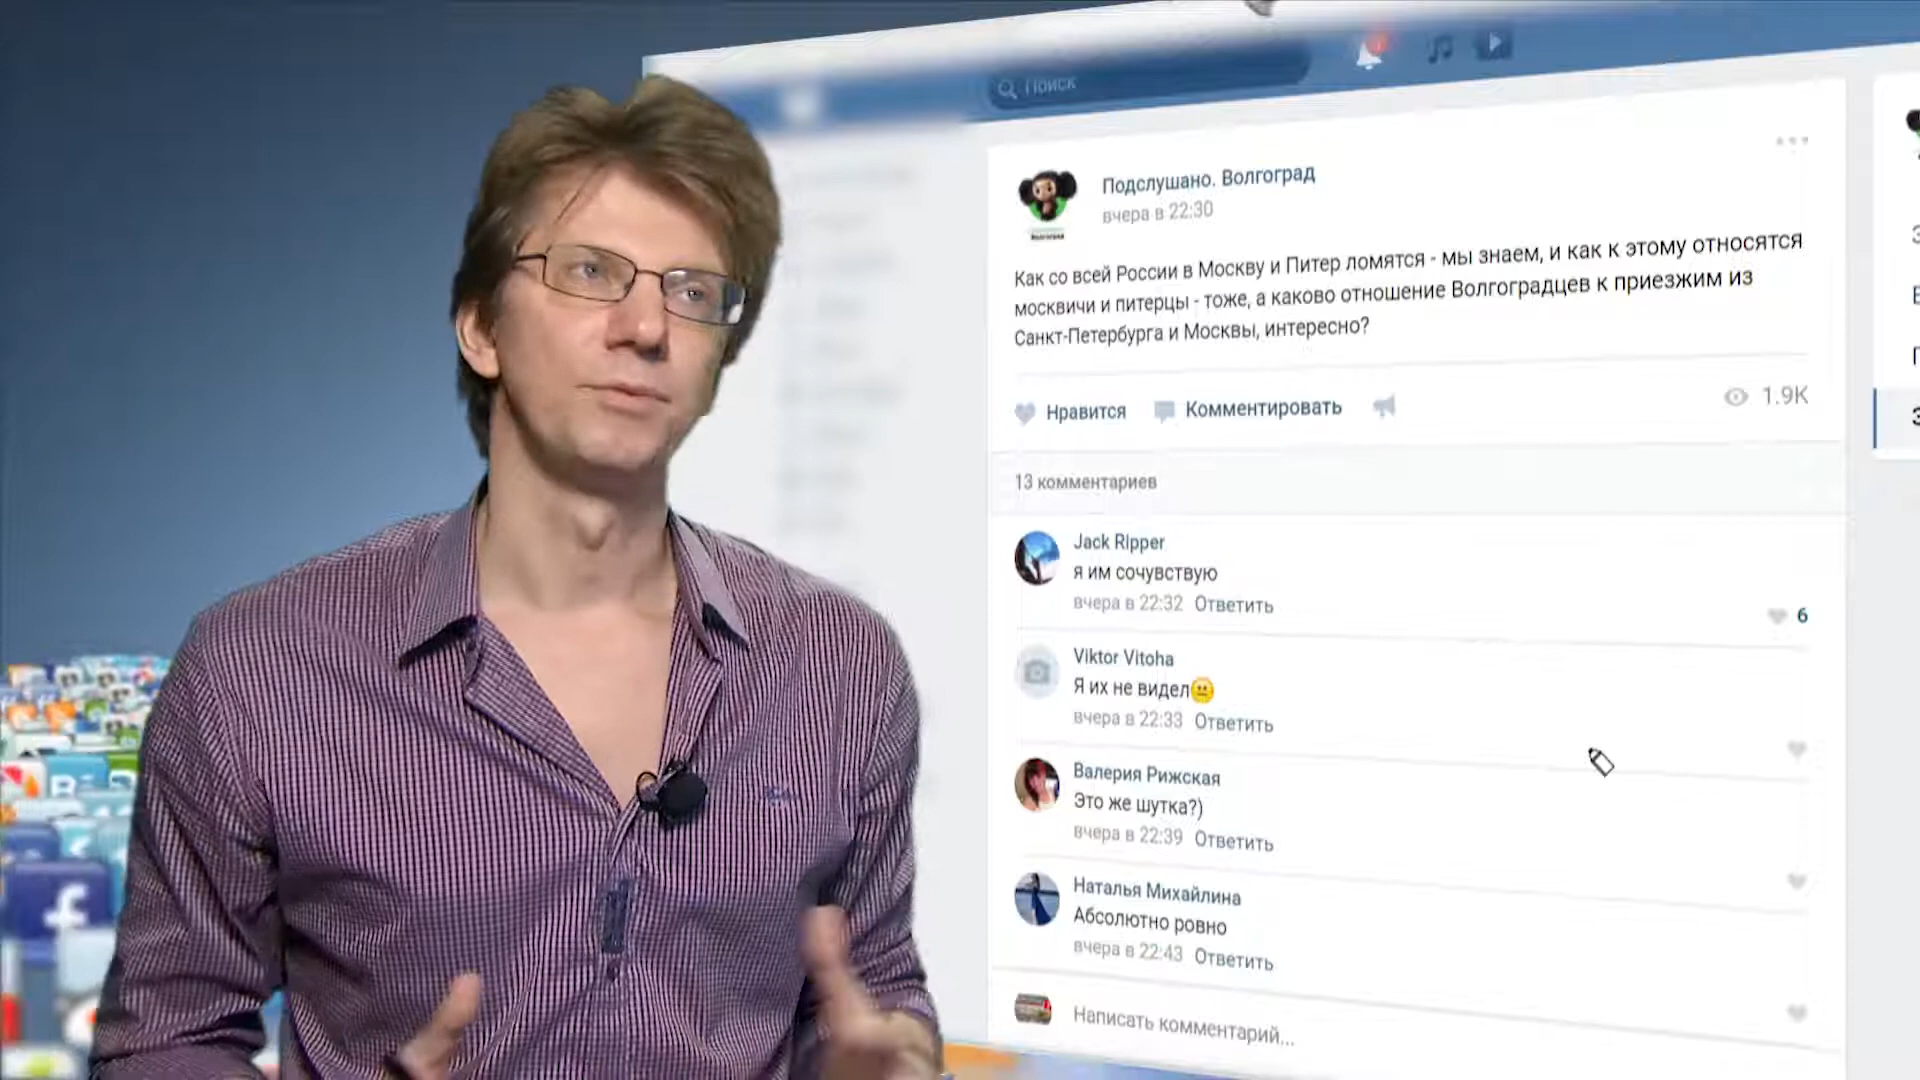 Поиск
Подслушано. Волгоград
вчера в 22:30
Как со всей России в Москву и Питер ломятся - мы знаем, и как к этому относятся
москвичи и питерцы - тоже, а каково отношение Волгоградцев к приезжим из
Санкт-Петербурга и Москвы, интересно?
Нравится Комментировать 1.9K
13 комментариев
Jack Ripper
я им сочувствую
вчера в 22:32 Ответить
6
Viktor Vitoha
Я их не видел😐
вчера в 22:33 Ответить
Валерия Рижская
Это же шутка?)
вчера в 22:39 Ответить
Наталья Михайлина
Абсолютно ровно
вчера в 22:43 Ответить
Написать комментарий...
f